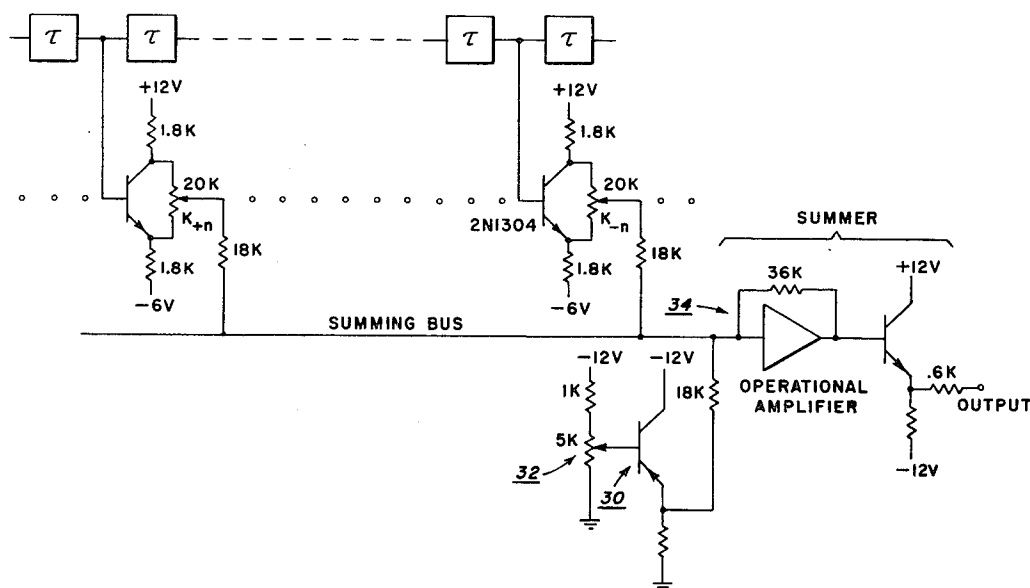 τ τ τ τ
+12V +12V
1.8K 1.8K
20K 20K
K+n K-n
2N1304
18K 18K
1.8K 1.8K
-6V -6V
SUMMER
+12V
36K
34
SUMMING BUS
-12V -12V
1K
18K
OPERATIONAL
AMPLIFIER
.6K
OUTPUT
5K
32
30
-12V